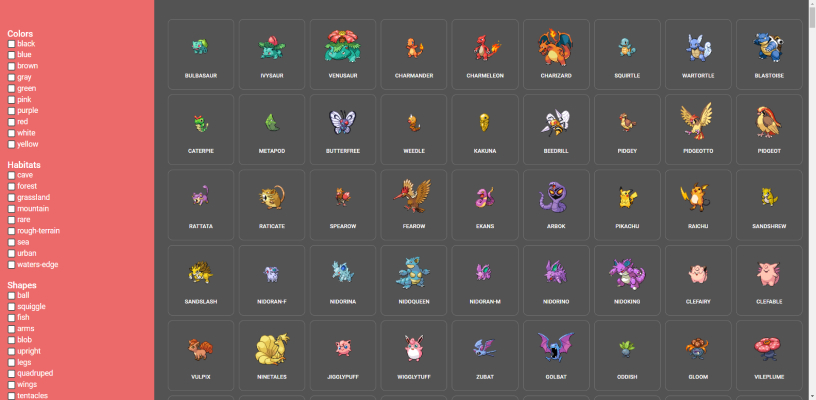 Colors
black
blue
brown
gray
green
pink
purple
red
white
yellow
Habitats
cave
forest
grassland
mountain
rare
rough-terrain
sea
urban
waters-edge
Shapes
ball
squiggle
fish
arms
blob
upright
legs
quadruped
wings
tentacles
BULBASAUR IVYSAUR VENUSAUR CHARMANDER CHARMELEON CHARIZARD SQUIRTLE WARTORTLE BLASTOISE
CATERPIE METAPOD BUTTERFREE WEEDLE KAKUNA BEEDRILL PIDGEY PIDGEOTTO PIDGEOT
RATTATA RATICATE SPEAROW FEAROW EKANS ARBOK PIKACHU RAICHU SANDSHREW
SANDSLASH NIDORAN-F NIDORINA NIDOQUEEN NIDORAN-M NIDORINO NIDOKING CLEFAIRY CLEFABLE
VULPIX NINETALES JIGGLYPUFF WIGGLYTUFF ZUBAT GOLBAT ODDISH GLOOM VILEPLUME